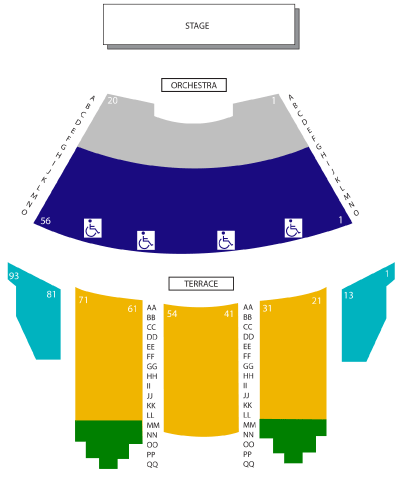 STAGE
ORCHESTRA
A 20 1 A
B B
C C
D D
E E
F F
G G
H H
I I
J J
K K
L L
M M
N N
O 56 1 O
TERRACE
93 1
81 13
71 61 AA 54 41 AA 31 21
BB BB
CC CC
DD DD
EE EE
FF FF
GG GG
HH HH
II II
JJ JJ
KK KK
LL LL
MM MM
NN NN
OO OO
PP PP
QQ QQ